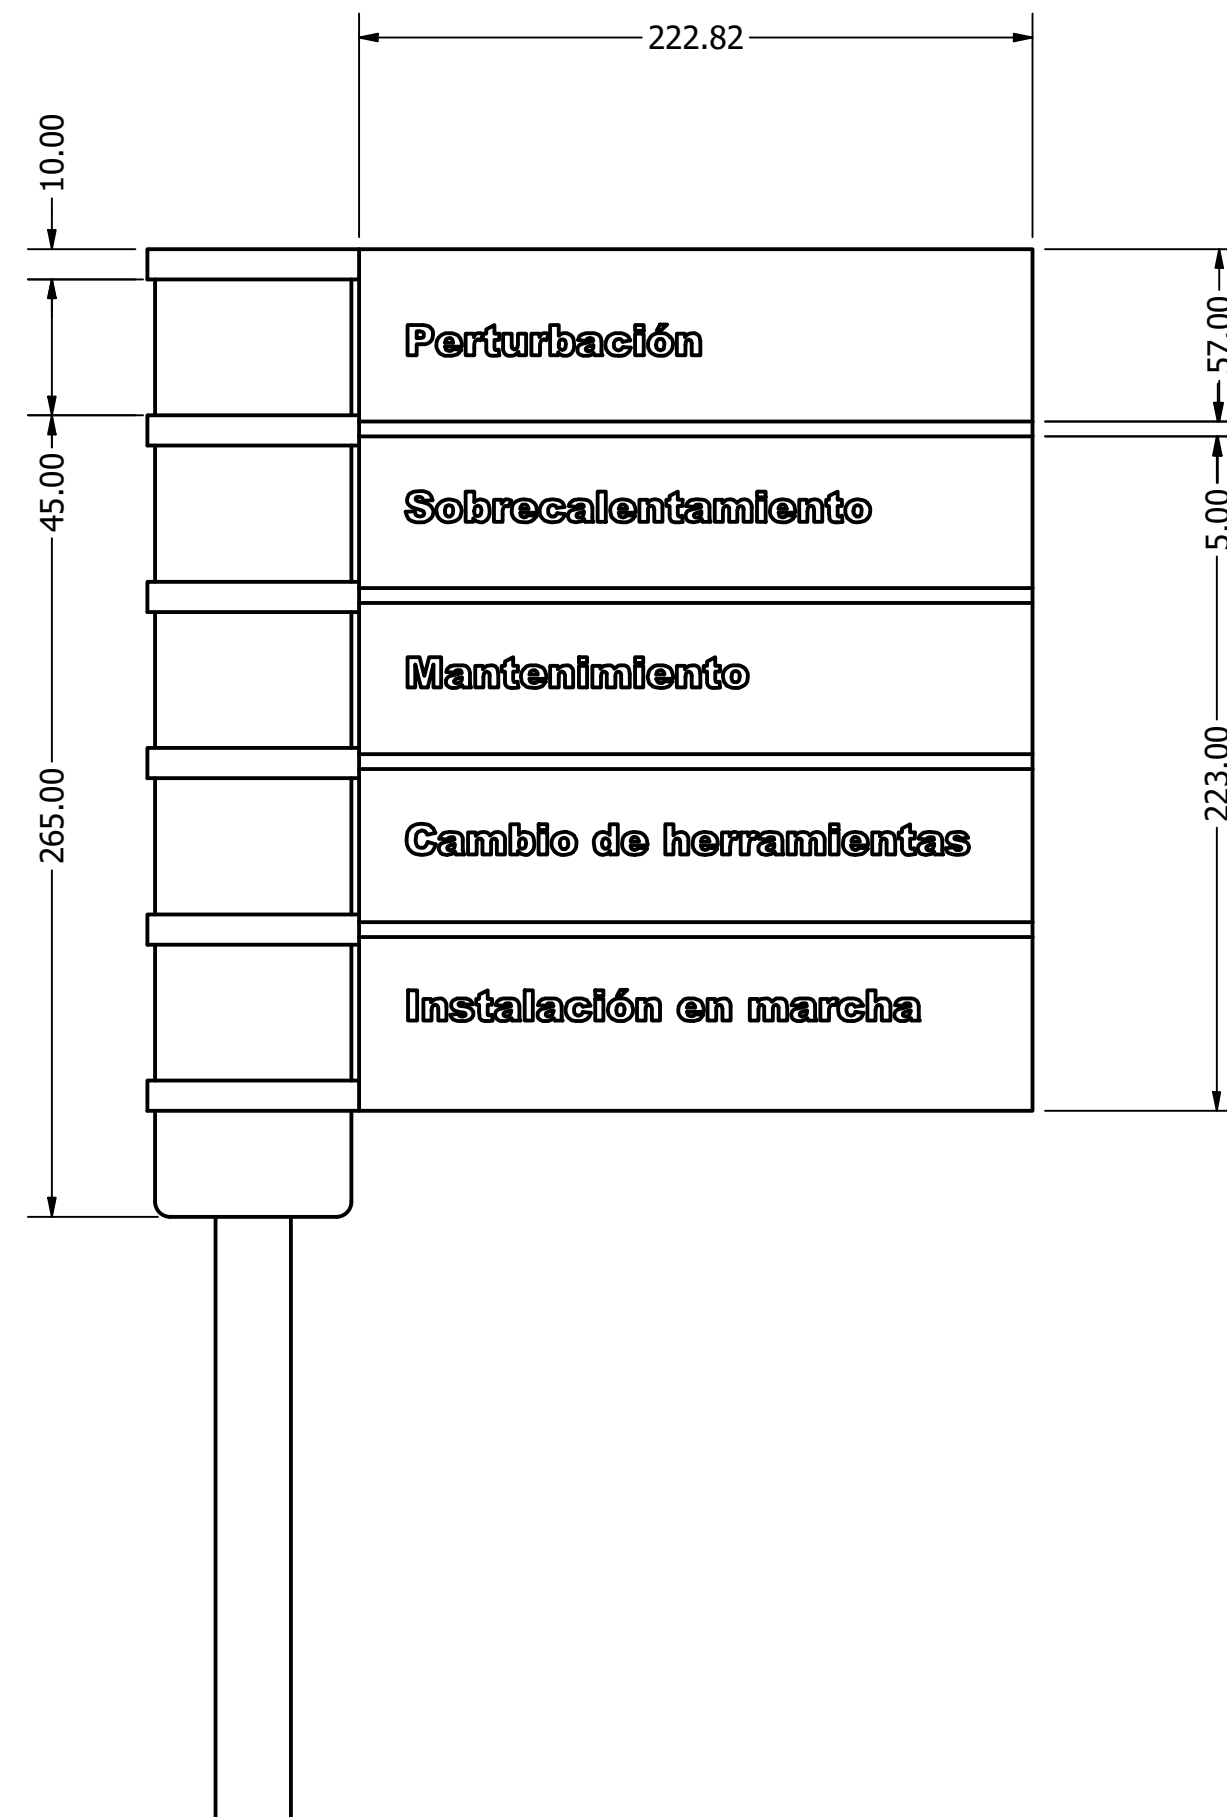 222.82
10.00
57.00
Perturbación
45.00
5.00
Sobrecalentamiento
Mantenimiento
265.00
223.00
Cambio de herramientas
Instalación en marcha